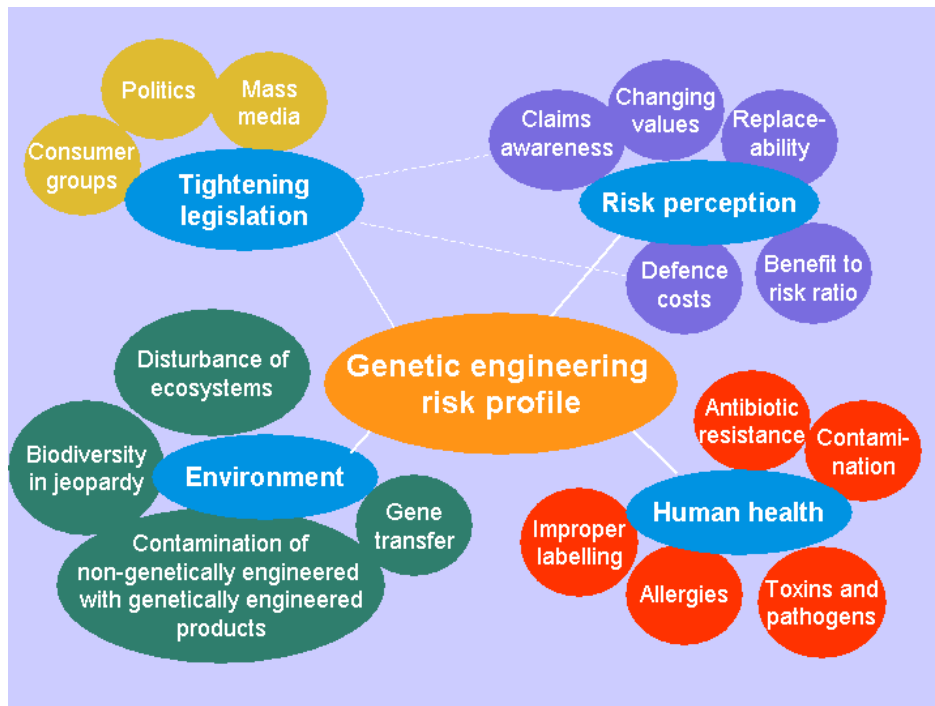 Politics
Mass
media
Consumer
groups
Tightening
legislation
Claims
awareness
Changing
values
Replace-
ability
Risk perception
Defence
costs
Benefit to
risk ratio
Genetic engineering
risk profile
Disturbance of
ecosystems
Biodiversity
in jeopardy
Environment
Gene
transfer
Contamination of
non-genetically engineered
with genetically engineered
products
Antibiotic
resistance
Contami-
nation
Human health
Improper
labelling
Allergies
Toxins and
pathogens